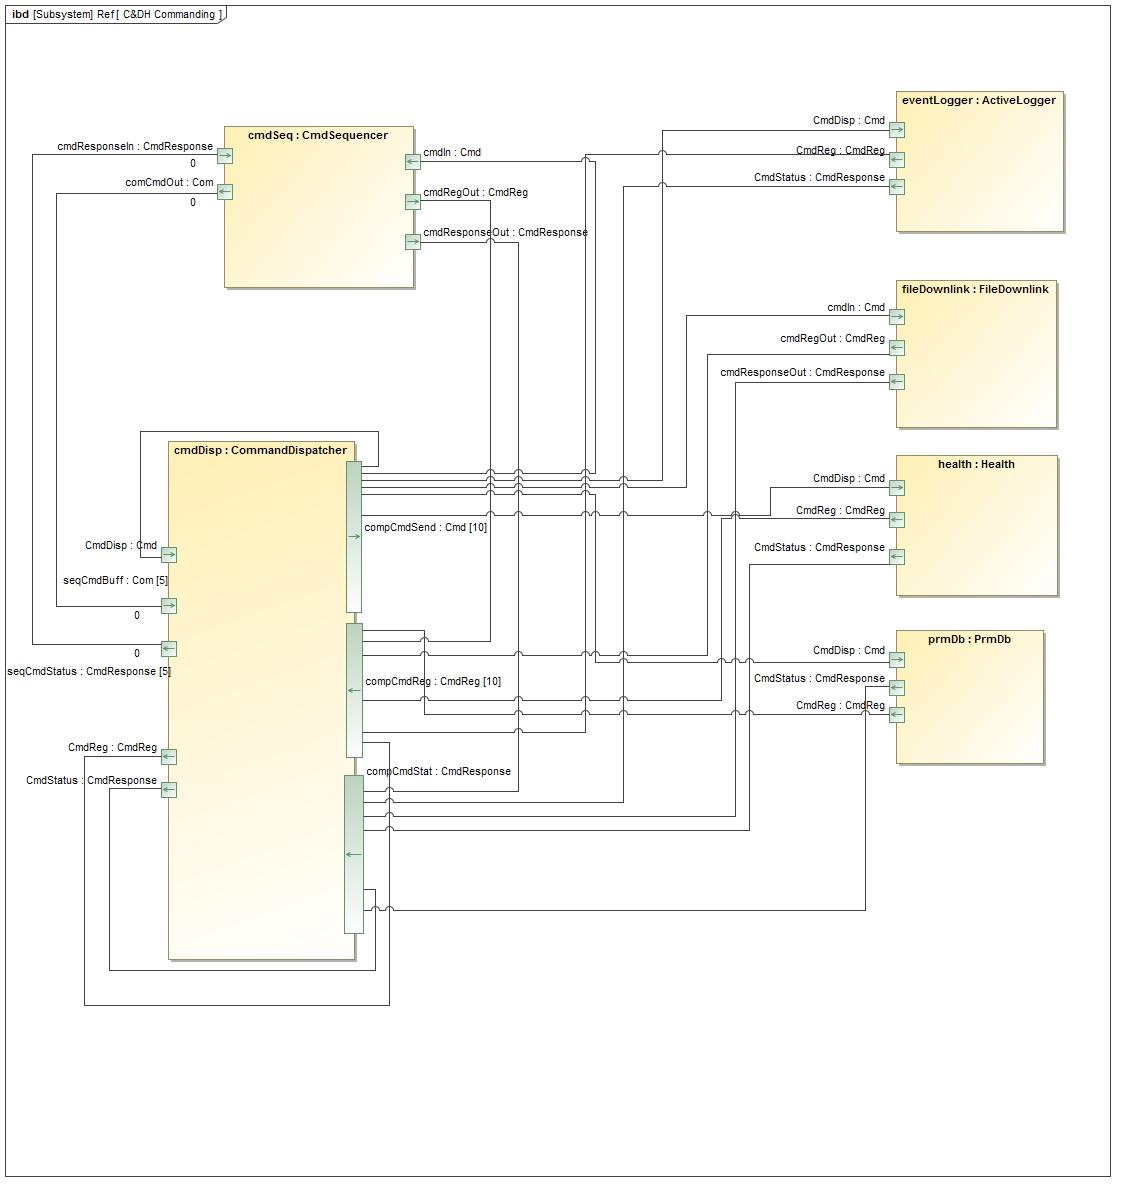 ibd [Subsystem] Ref [ C&DH Commanding ]
eventLogger : ActiveLogger
CmdDisp : Cmd
CmdReg : CmdReg
CmdStatus : CmdResponse
cmdSeq : CmdSequencer
cmdResponseIn : CmdResponse
0
comCmdOut : Com
0
cmdIn : Cmd
cmdRegOut : CmdReg
cmdResponseOut : CmdResponse
fileDownlink : FileDownlink
cmdIn : Cmd
cmdRegOut : CmdReg
cmdResponseOut : CmdResponse
cmdDisp : CommandDispatcher
health : Health
CmdDisp : Cmd
CmdReg : CmdReg
CmdStatus : CmdResponse
compCmdSend : Cmd [10]
CmdDisp : Cmd
seqCmdBuff : Com [5]
0
0
seqCmdStatus : CmdResponse [5]
prmDb : PrmDb
CmdDisp : Cmd
CmdStatus : CmdResponse
CmdReg : CmdReg
compCmdReg : CmdReg [10]
CmdReg : CmdReg
CmdStatus : CmdResponse
compCmdStat : CmdResponse